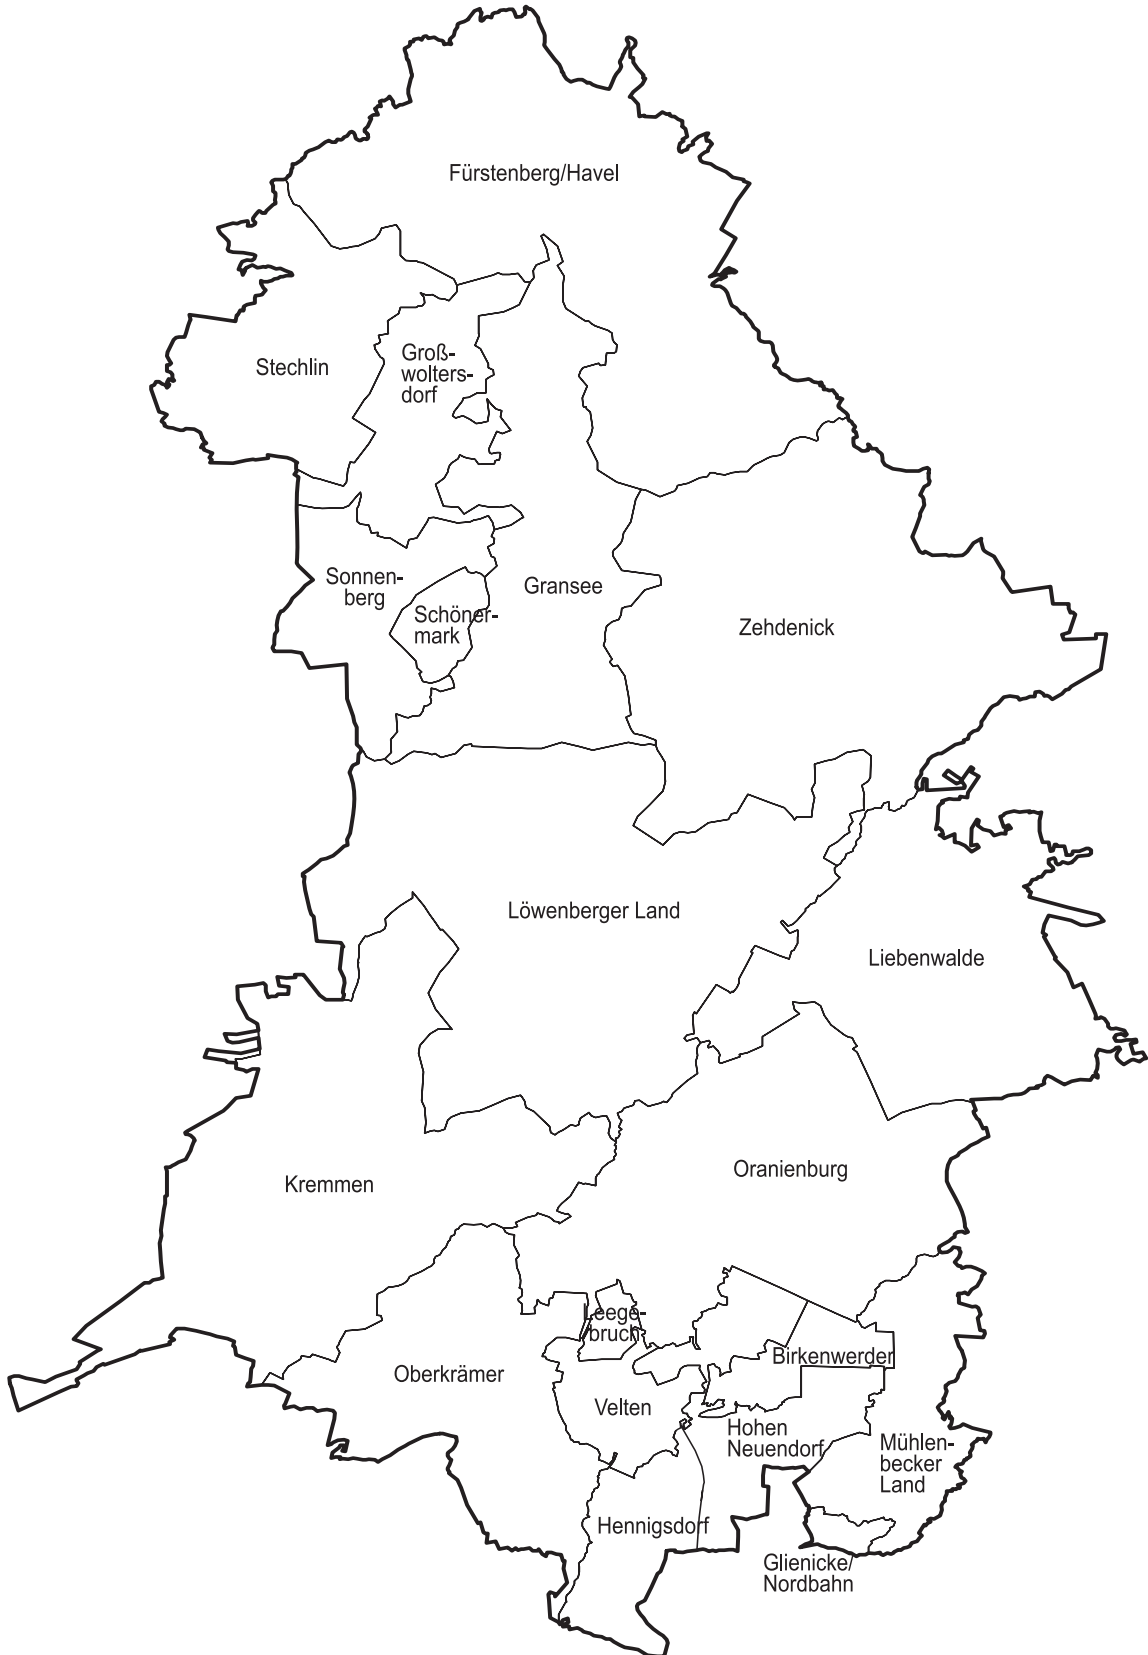 Fürstenberg/Havel
Stechlin
Groß-
wolters-
dorf
Sonnen-
berg
Schöner-
mark
Gransee
Zehdenick
Löwenberger Land
Liebenwalde
Kremmen
Oranienburg
Leege-
bruch
Oberkrämer
Birkenwerder
Velten
Hohen
Neuendorf
Mühlen-
becker
Land
Hennigsdorf
Glienicke/
Nordbahn